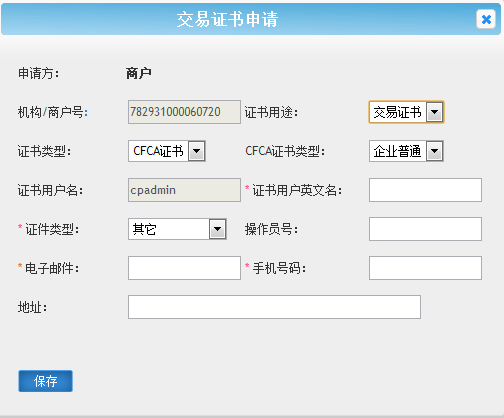 交易证书申请
申请方: 商户
机构/商户号: 782931000060720 证书用途: 交易证书
证书类型: CFCA证书 CFCA证书类型: 企业普通
证书用户名: cpadmin *证书用户英文名:
*证件类型: 其它 操作员号:
*电子邮件: *手机号码:
地址:
保存